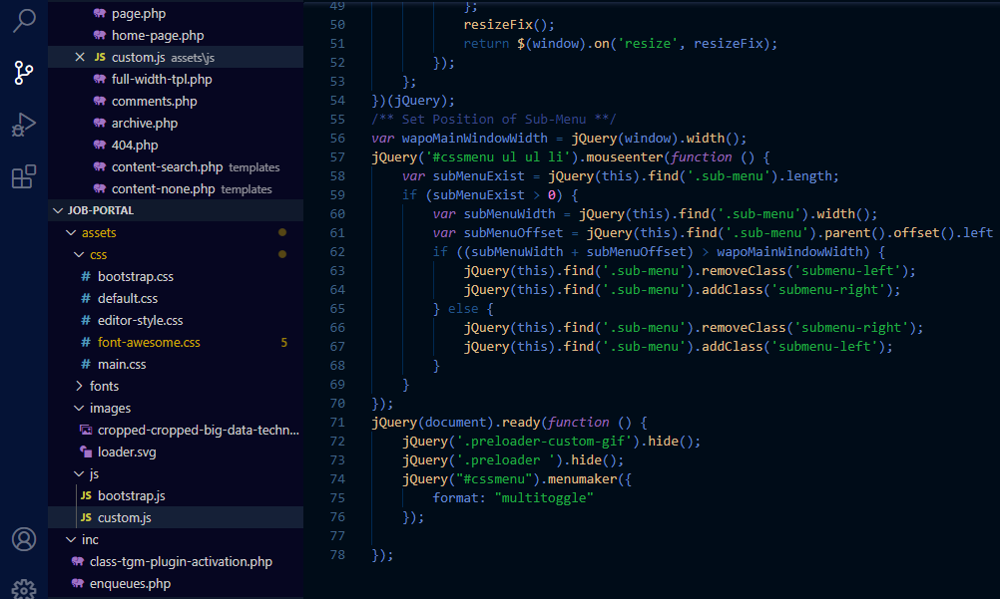 page.php
home-page.php
JS custom.js assets\js
full-width-tpl.php
comments.php
archive.php
404.php
content-search.php templates
content-none.php templates
JOB-PORTAL
assets
css
# bootstrap.css
# default.css
# editor-style.css
# font-awesome.css 5
# main.css
fonts
images
cropped-cropped-big-data-techn...
loader.svg
js
JS bootstrap.js
JS custom.js
inc
class-tgm-plugin-activation.php
enqueues.php
49 };
50 resizeFix();
51 return $(window).on('resize', resizeFix);
52 });
53 };
54 })(jQuery);
55 /** Set Position of Sub-Menu **/
56 var wapoMainWindowWidth = jQuery(window).width();
57 jQuery('#cssmenu ul ul li').mouseenter(function () {
58 var subMenuExist = jQuery(this).find('.sub-menu').length;
59 if (subMenuExist > 0) {
60 var subMenuWidth = jQuery(this).find('.sub-menu').width();
61 var subMenuOffset = jQuery(this).find('.sub-menu').parent().offset().left
62 if ((subMenuWidth + subMenuOffset) > wapoMainWindowWidth) {
63 jQuery(this).find('.sub-menu').removeClass('submenu-left');
64 jQuery(this).find('.sub-menu').addClass('submenu-right');
65 } else {
66 jQuery(this).find('.sub-menu').removeClass('submenu-right');
67 jQuery(this).find('.sub-menu').addClass('submenu-left');
68 }
69 }
70 });
71 jQuery(document).ready(function () {
72 jQuery('.preloader-custom-gif').hide();
73 jQuery('.preloader ').hide();
74 jQuery("#cssmenu").menumaker({
75 format: "multitoggle"
76 });
77
78 });